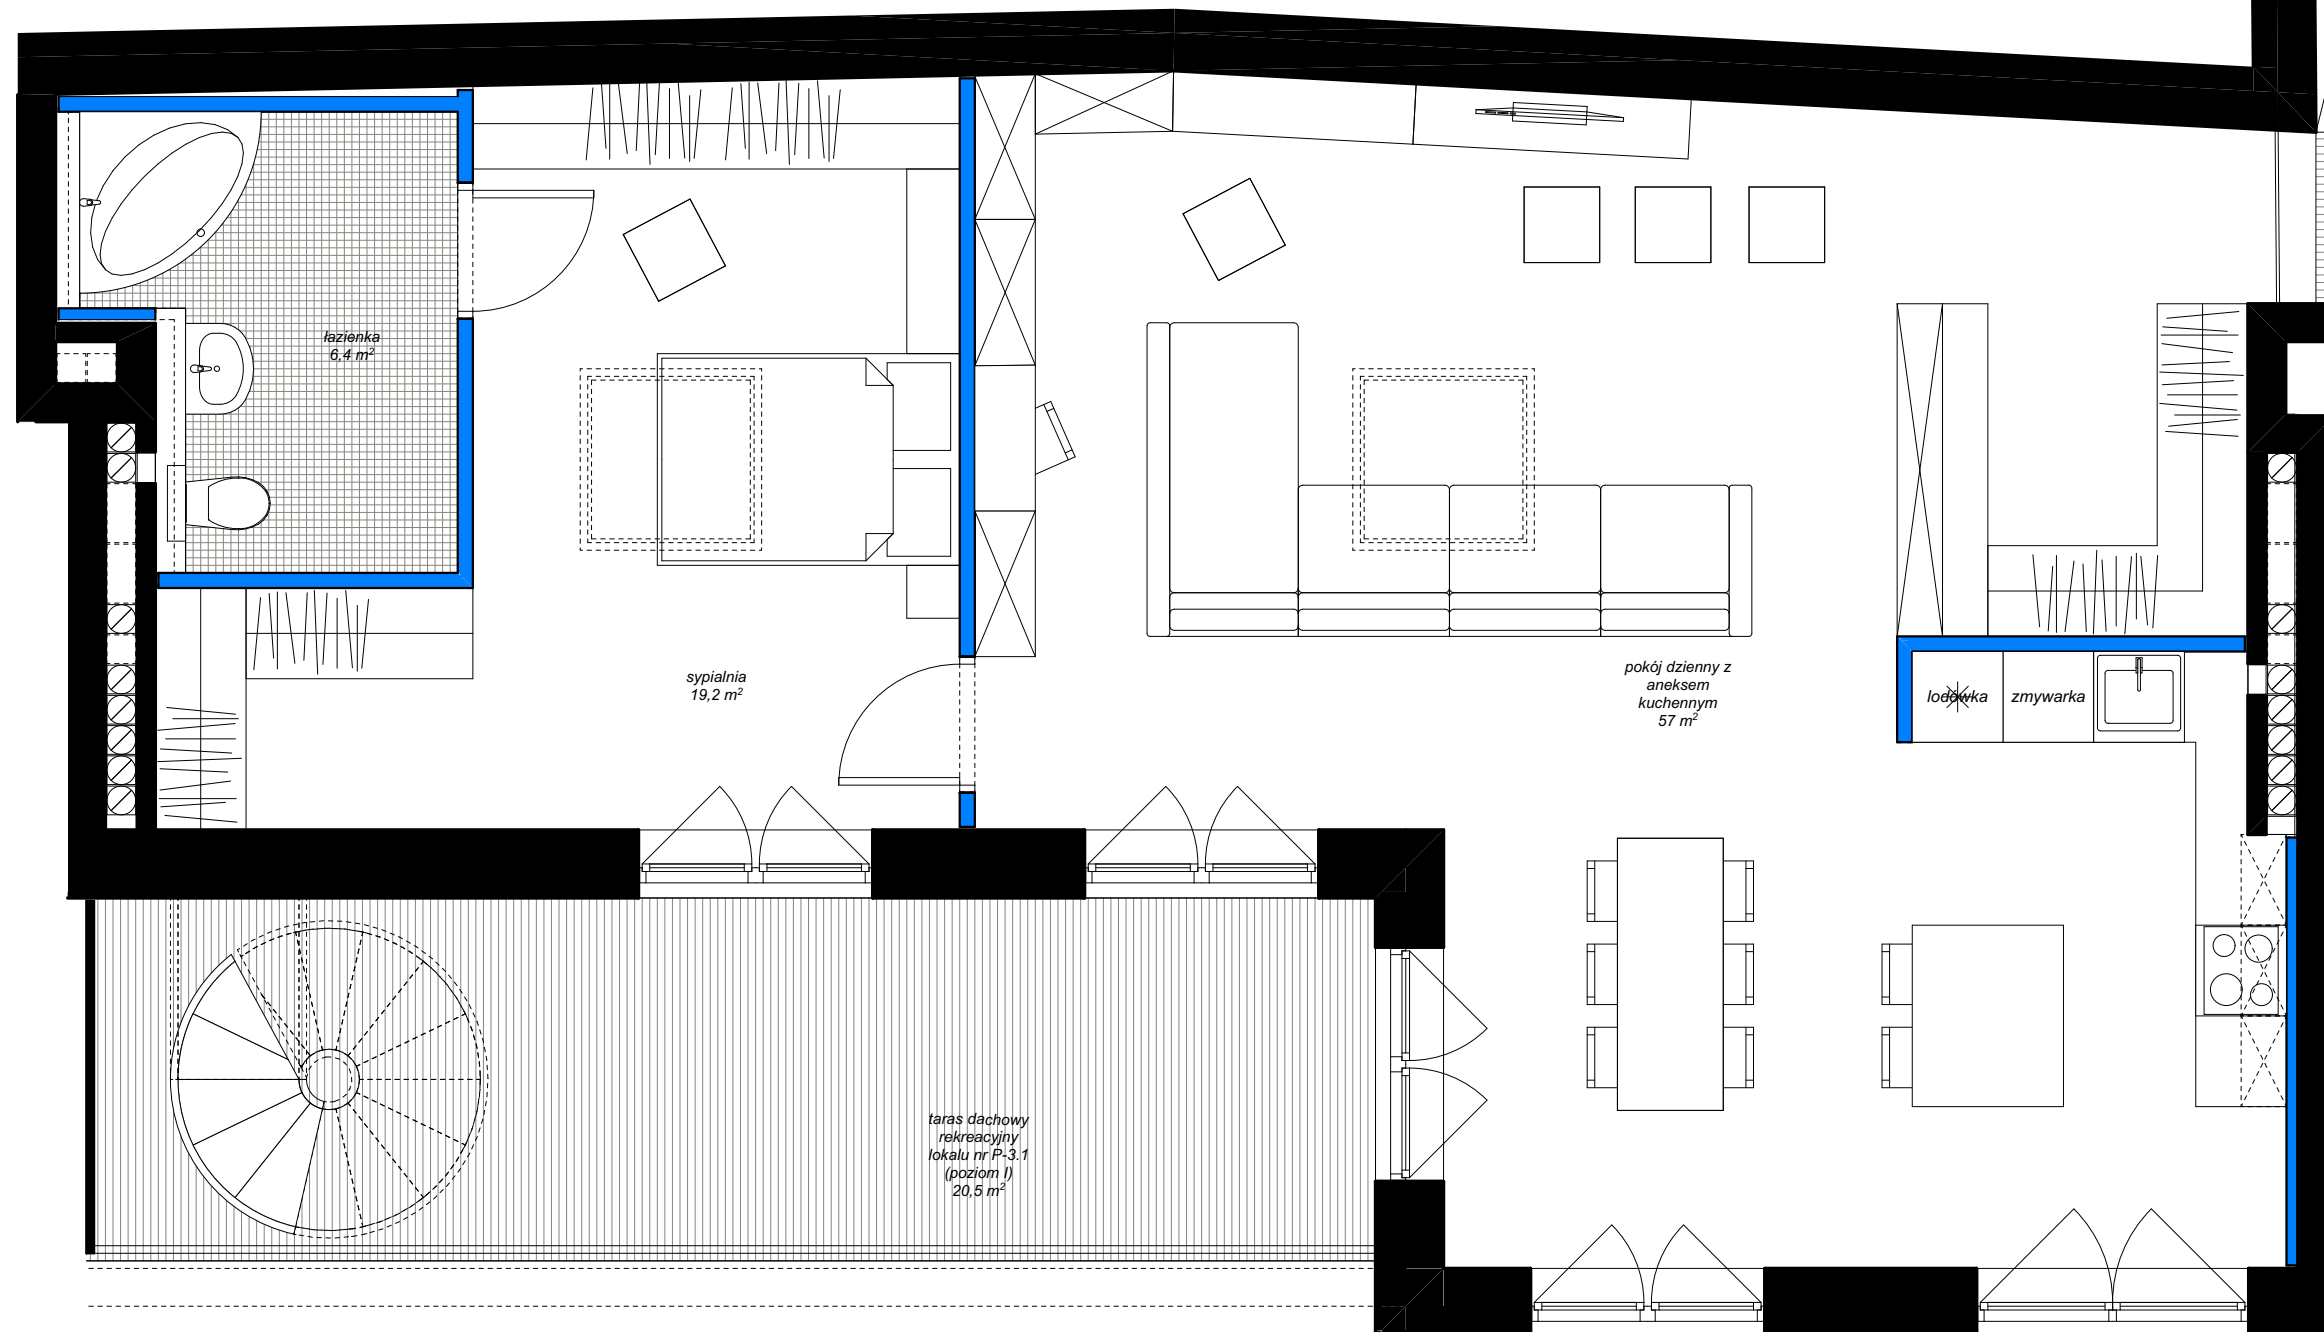 łazienka
6,4 m²
sypialnia
19,2 m²
pokój dzienny z
aneksem
kuchennym
57 m²
lodówka
zmywarka
taras dachowy
rekreacyjny
lokalu nr P-3.1
(poziom I)
20,5 m²